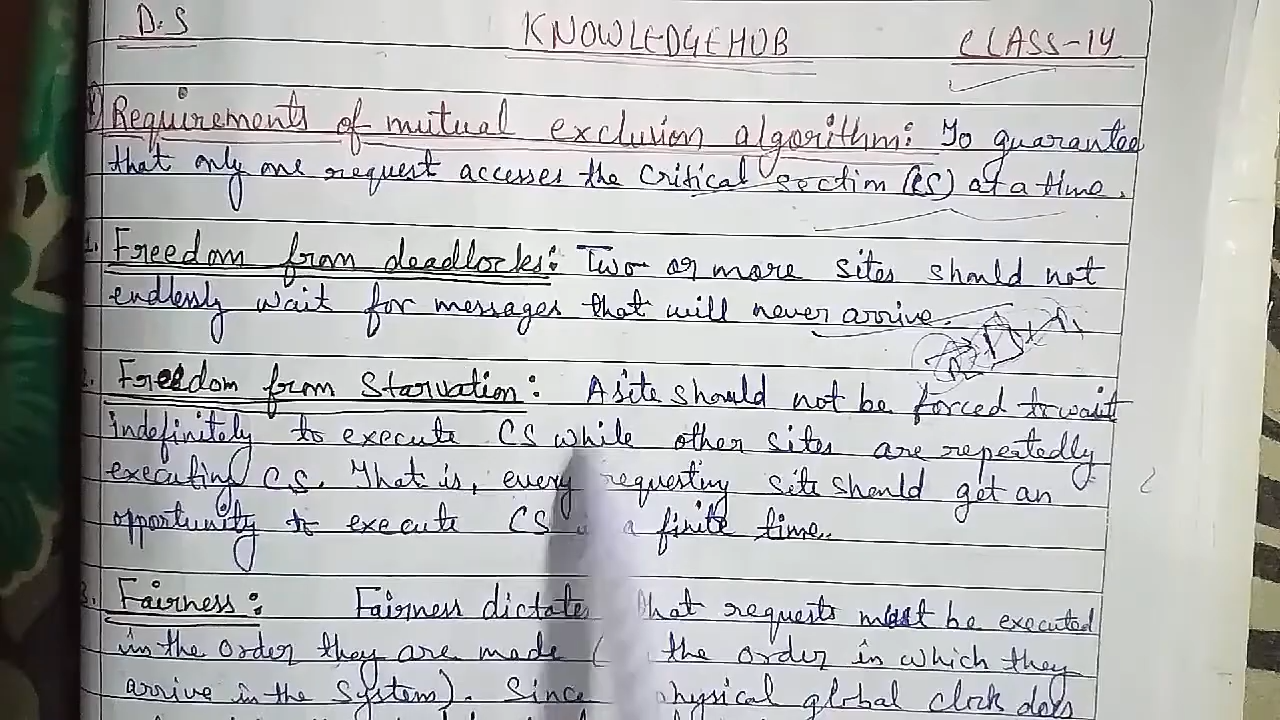 D.S KNOWLEDGEHUB CLASS-14
Requirements of mutual exclusion algorithm: To guarantee
that only one request accesses the critical section (CS) at a time.
1. Freedom from deadlocks: Two or more sites should not
endlessly wait for messages that will never arrive.
2. Freedom from Starvation: A site should not be forced to wait
indefinitely to execute CS while other sites are repeatedly
executing CS. That is, every requesting site should get an
opportunity to execute CS a finite time.
3. Fairness: Fairness dictates that requests must be executed
in the order they are made ( the order in which they
arrive in the system). Since physical global clock does